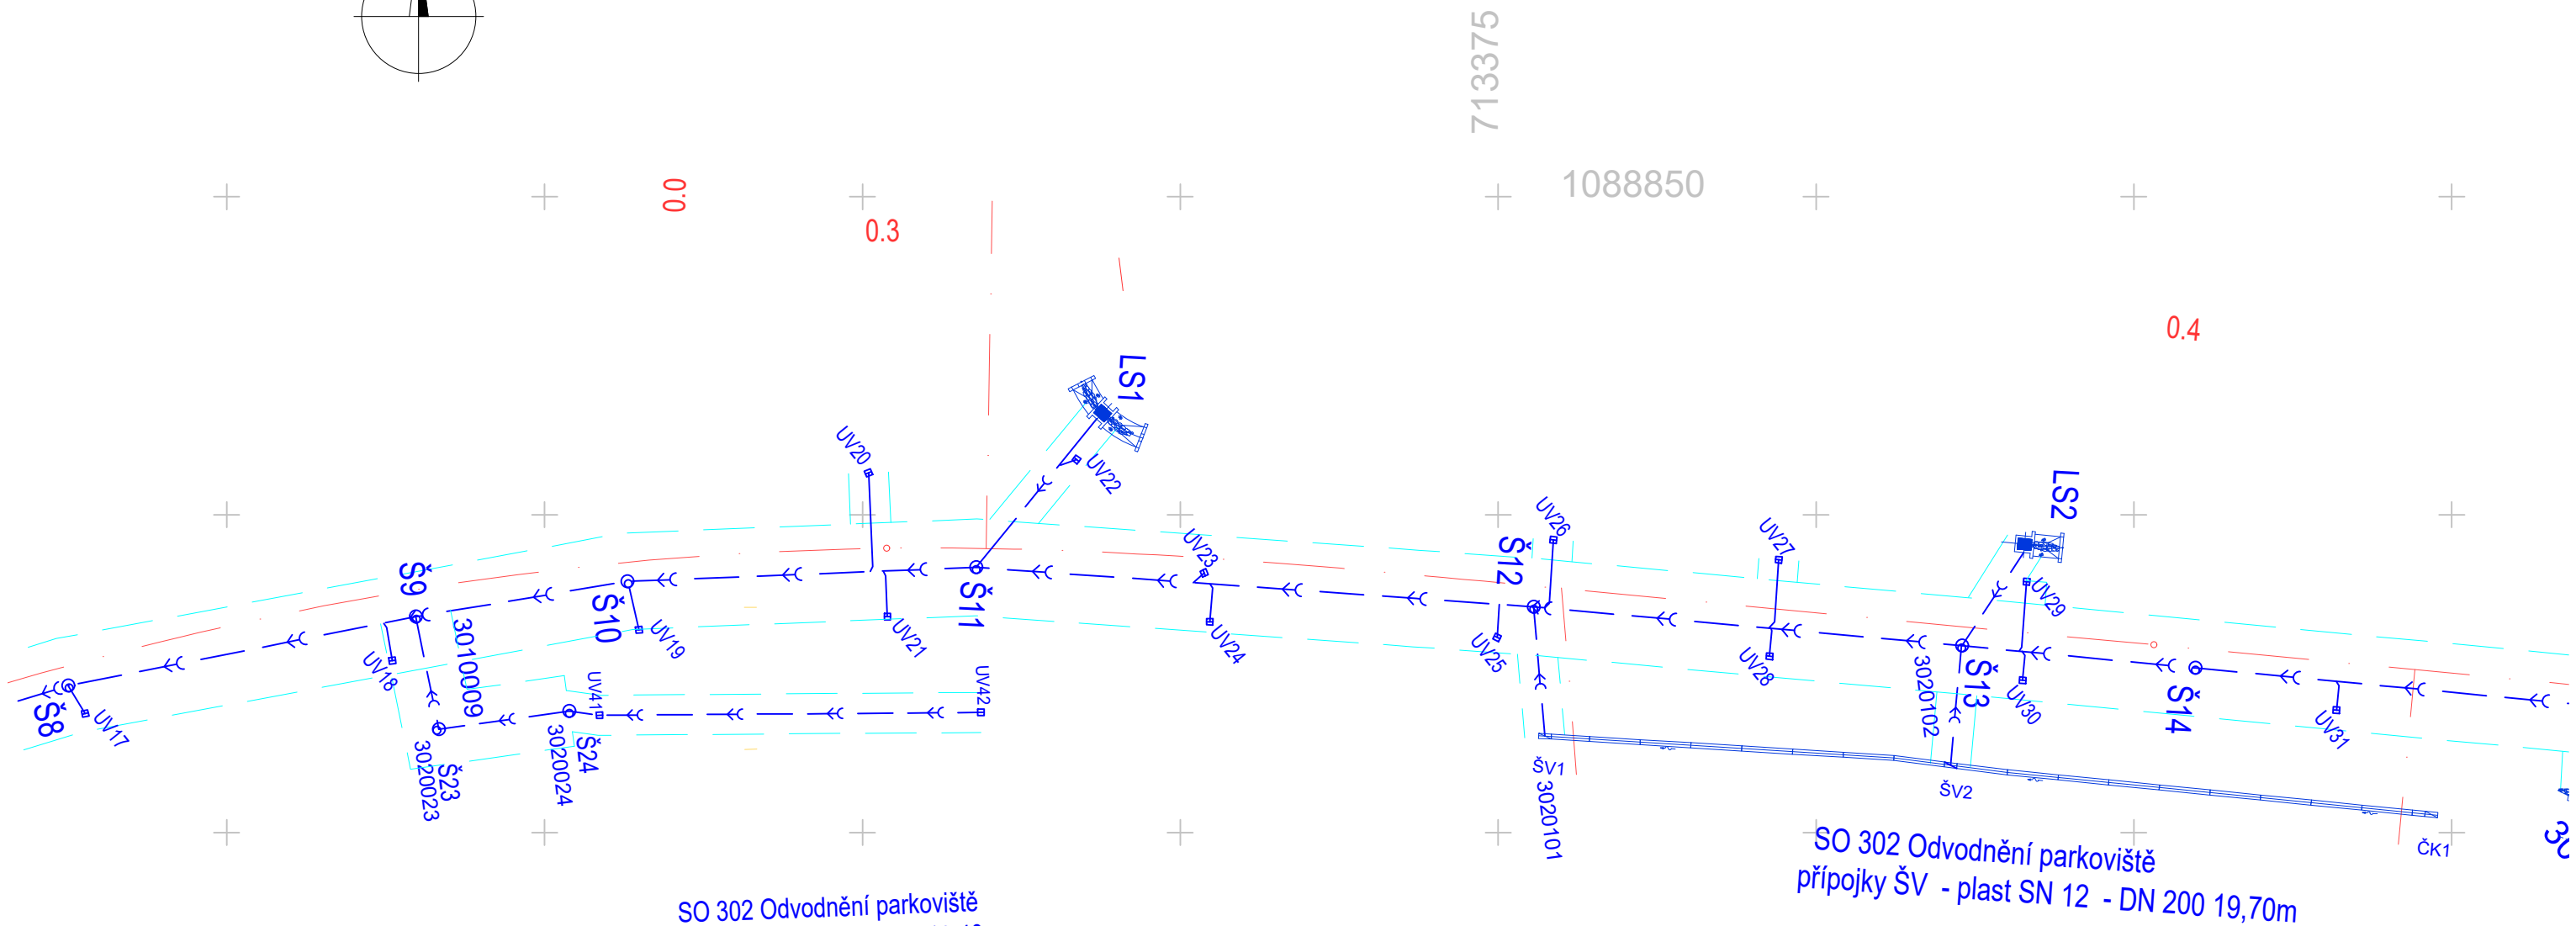 7133375
1088850
0.0
0.3
0.4
LS1
UV20
UV22
LS2
UV26
UV27
UV23
Š12
Š9
3010009
Š10
UV19
Š11
UV21
UV24
UV25
UV28
3020102
Š13
UV29
UV30
Š14
UV31
UV18
Š8
UV17
UV41
UV42
3020023
Š23
3020024
Š24
ŠV1
3020101
ŠV2
ČK1
SO 302 Odvodnění parkoviště
přípojky ŠV - plast SN 12 - DN 200 19,70m
SO 302 Odvodnění parkoviště